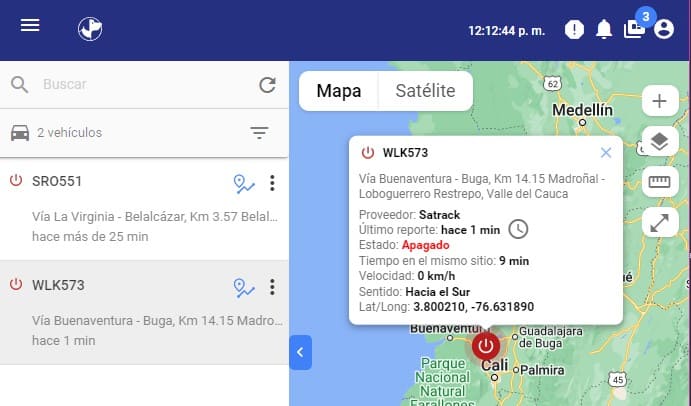 12:12:44 p. m.
3
Buscar
2 vehículos
SRO551
Vía La Virginia - Belalcázar, Km 3.57 Belal...
hace más de 25 min
WLK573
Vía Buenaventura - Buga, Km 14.15 Madro...
hace 1 min
Mapa
Satélite
62
Medellín
WLK573
Vía Buenaventura - Buga, Km 14.15 Madroñal -
Loboguerrero Restrepo, Valle del Cauca
Proveedor: Satrack
Último reporte: hace 1 min
Estado: Apagado
Tiempo en el mismo sitio: 9 min
Velocidad: 0 km/h
Sentido: Hacia el Sur
Lat/Long: 3.800210, -76.631890
Buenaventura
Guadalajara
de Buga
Cali
Palmira
Parque
Nacional
Natural
Farallones
45